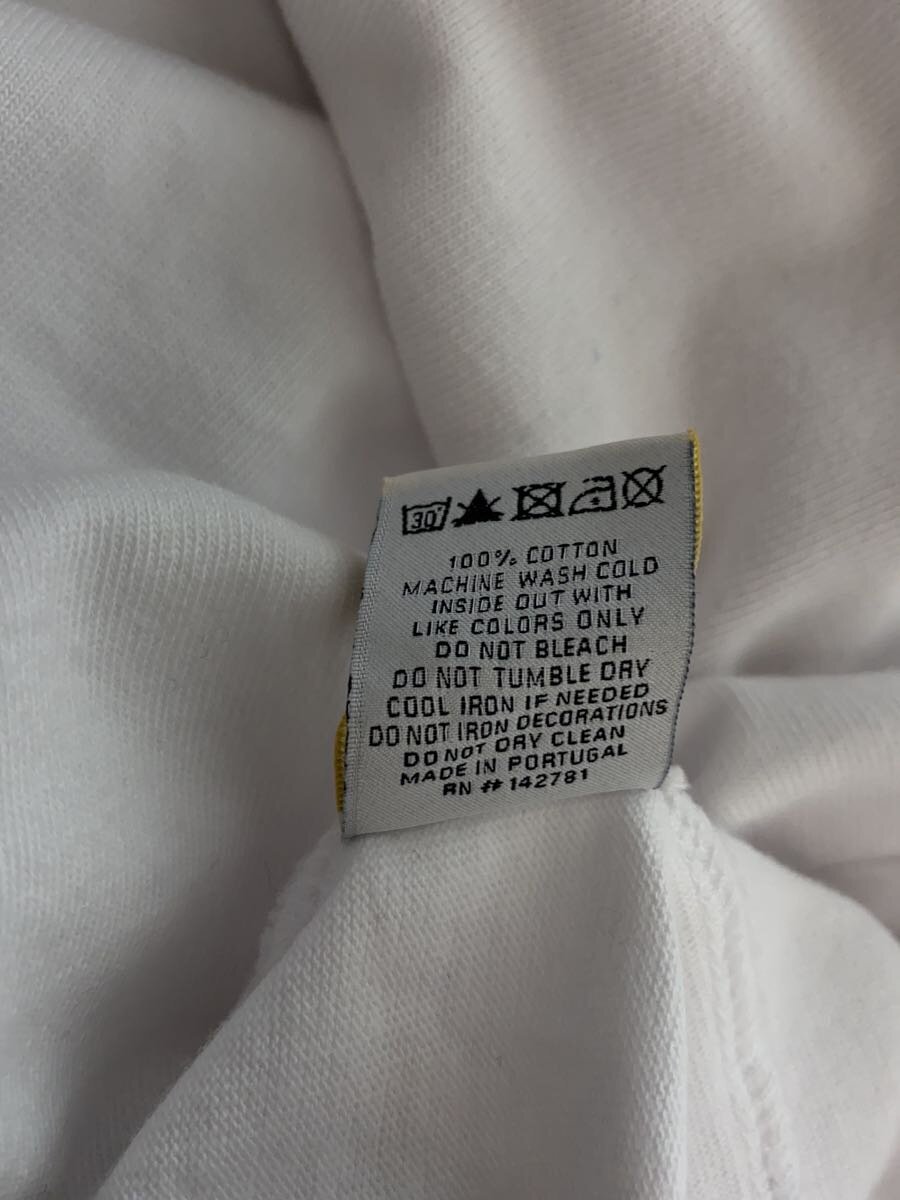 30°
100% COTTON
MACHINE WASH COLD
INSIDE OUT WITH
LIKE COLORS ONLY
DO NOT BLEACH
DO NOT TUMBLE DRY
COOL IRON IF NEEDED
DO NOT IRON DECORATIONS
DO NOT DRY CLEAN
MADE IN PORTUGAL
RN # 142781